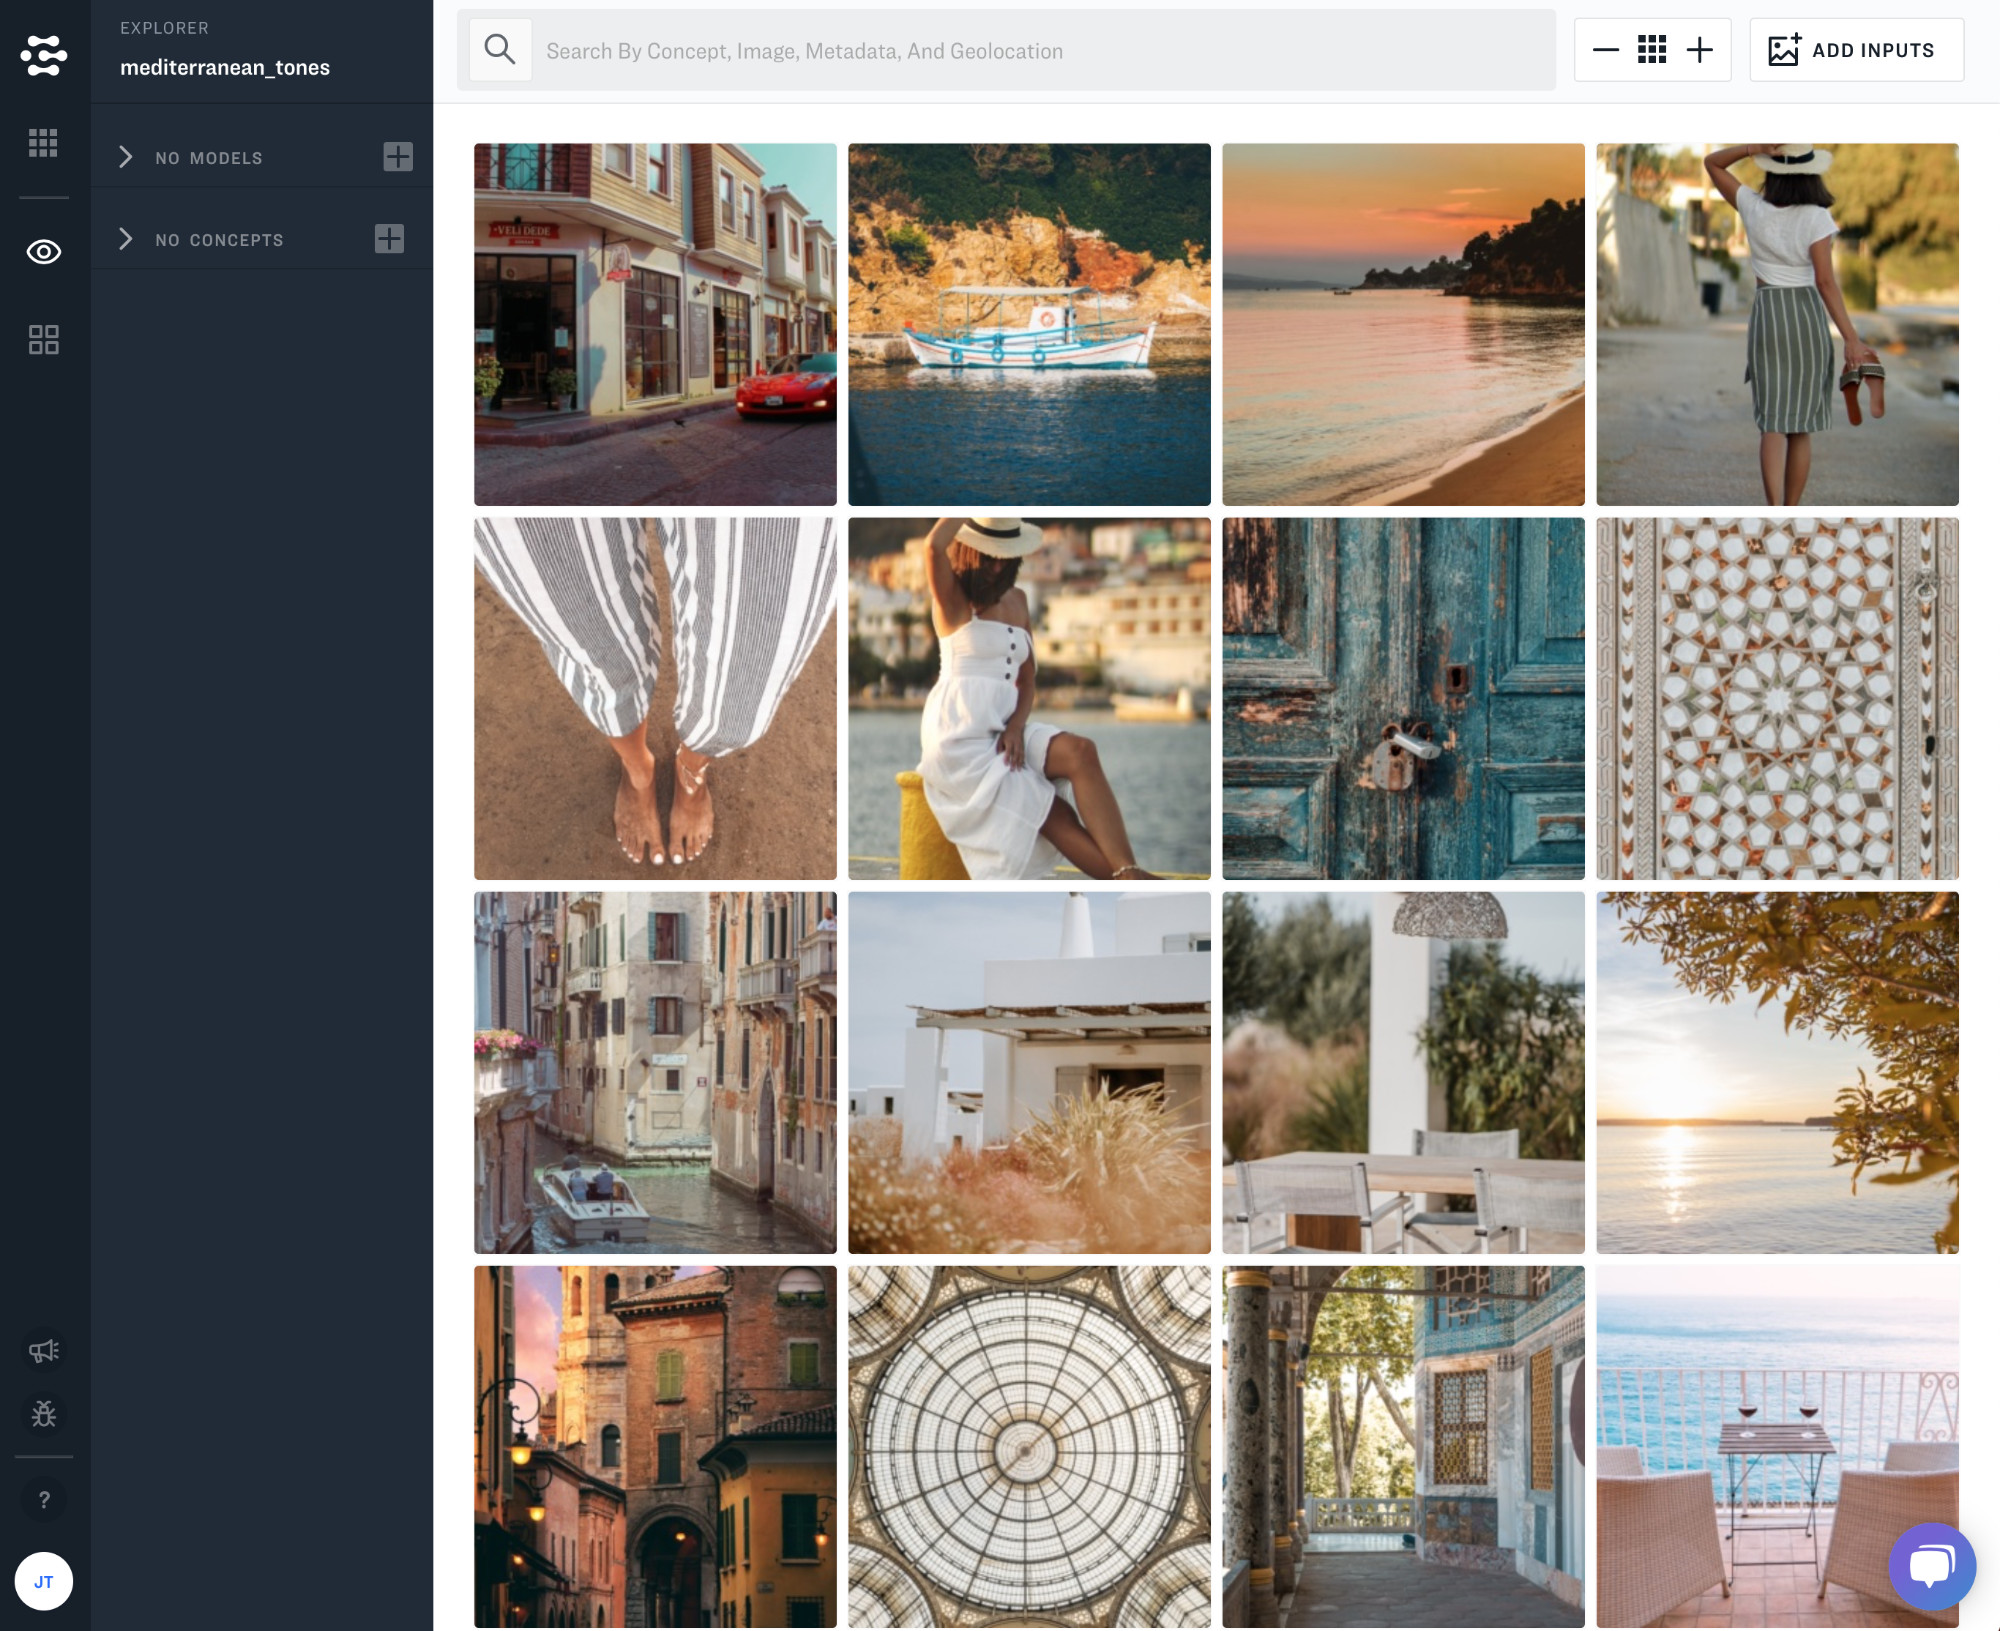 EXPLORER
mediterranean_tones
Search By Concept, Image, Metadata, And Geolocation
ADD INPUTS
NO MODELS
NO CONCEPTS
VELİ DEDE
?
JT